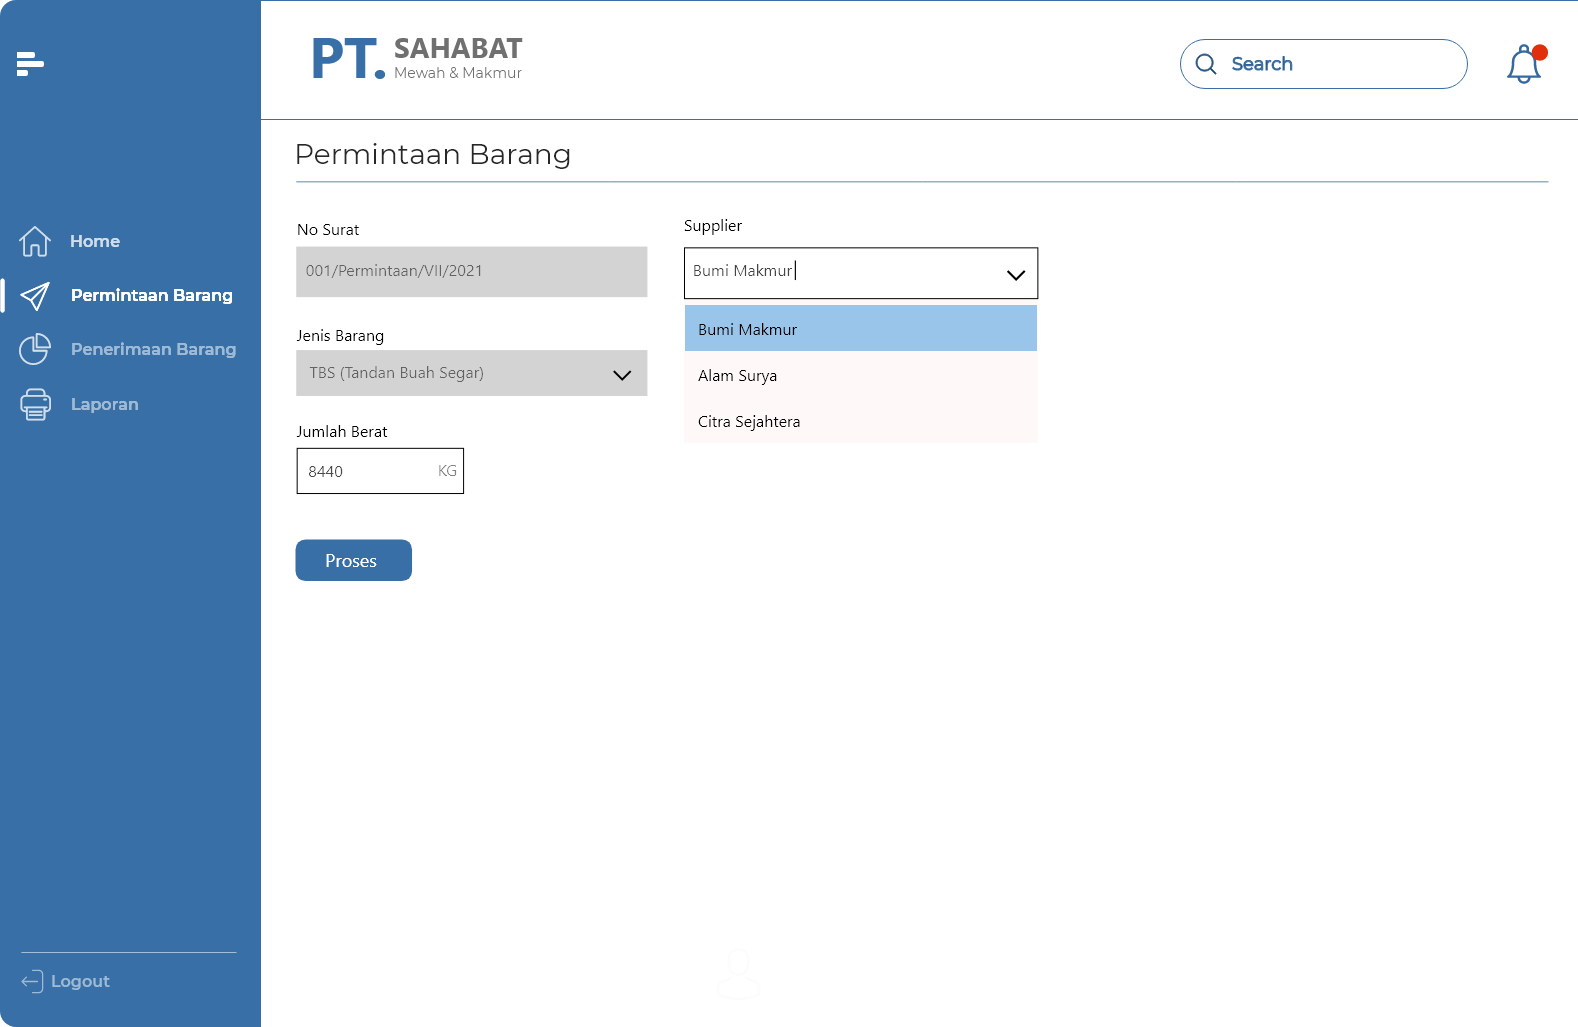 PT. SAHABAT
Mewah & Makmur
Search
Home
Permintaan Barang
Penerimaan Barang
Laporan
Logout
Permintaan Barang
No Surat
001/Permintaan/VII/2021
Jenis Barang
TBS (Tandan Buah Segar)
Jumlah Berat
8440 KG
Proses
Supplier
Bumi Makmur
Bumi Makmur
Alam Surya
Citra Sejahtera